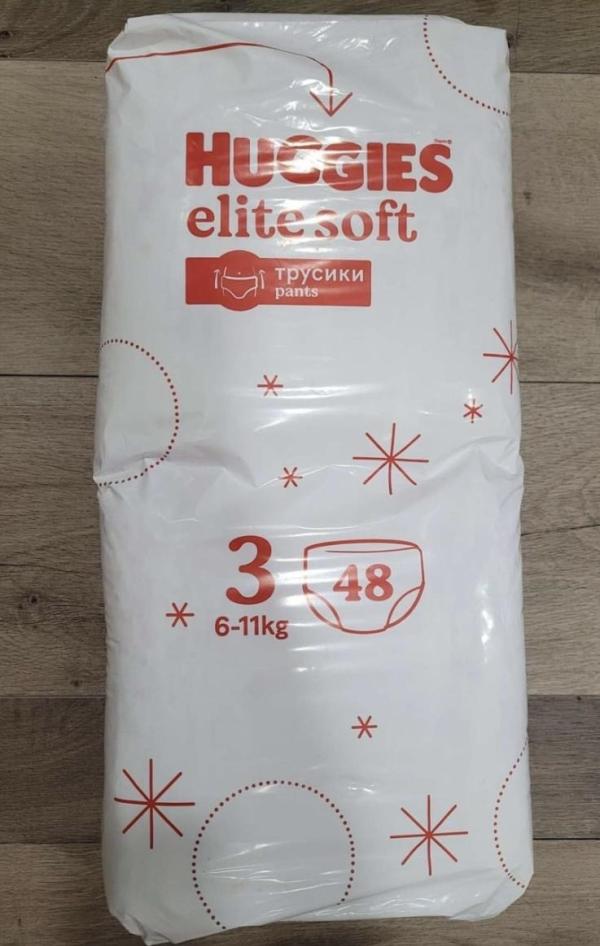 HUGGIES
elite soft
трусики
pants
3
48
6-11kg